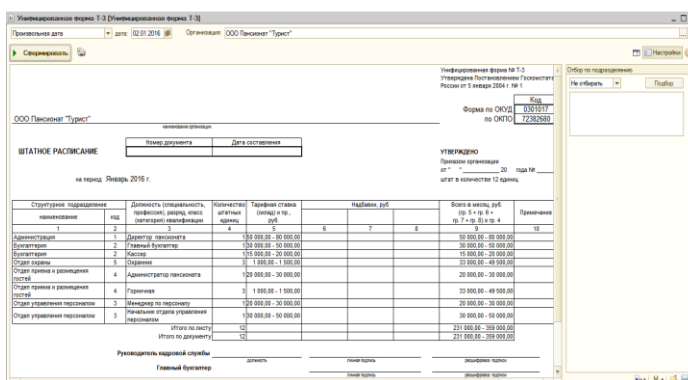 Унифицированная форма Т-3 [Унифицированная форма Т-3]
Произвольная дата дата: 02.01.2016 Организация: ООО Пансионат "Турист"
Сформировать Настройки
Унифицированная форма № Т-3
Утверждена Постановлением Госкомстата
России от 5 января 2004 г. № 1
Отбор по подразделению
Не отбирать Подбор
Код
Форма по ОКУД 0301017
ООО Пансионат "Турист" по ОКПО 72382680
наименование организации
Номер документа Дата составления
ШТАТНОЕ РАСПИСАНИЕ
УТВЕРЖДЕНО
Приказом организации
от " " 20 года №
на период Январь 2016 г. штат в количестве 12 единиц
Структурное подразделение Должность (специальность, профессия), разряд, класс (категория) квалификации Количество штатных единиц Тарифная ставка (оклад) и пр., руб. Надбавки, руб Всего в месяц, руб. (гр. 5 + гр. 6 + гр. 7 + гр. 8) х гр. 4 Примечание
наименование код
1 2 3 4 5 6 7 8 9 10
Администрация 1 Директор пансионата 1 50 000,00 - 80 000,00 50 000,00 - 80 000,00
Бухгалтерия 2 Главный бухгалтер 1 30 000,00 - 50 000,00 30 000,00 - 50 000,00
Бухгалтерия 2 Кассир 1 15 000,00 - 20 000,00 15 000,00 - 20 000,00
Отдел охраны 5 Охранник 3 1 000,00 - 1 500,00 33 000,00 - 49 500,00
Отдел приема и размещения гостей 4 Администратор пансионата 1 20 000,00 - 30 000,00 20 000,00 - 30 000,00
Отдел приема и размещения гостей 4 Горничная 3 1 000,00 - 1 500,00 33 000,00 - 49 500,00
Отдел управления персоналом 3 Менеджер по персоналу 1 20 000,00 - 30 000,00 20 000,00 - 30 000,00
Отдел управления персоналом 3 Начальник отдела управления персоналом 1 30 000,00 - 50 000,00 30 000,00 - 50 000,00
Итого по листу 12 231 000,00 - 359 000,00
Итого по документу 12 231 000,00 - 359 000,00
Руководитель кадровой службы
должность личная подпись расшифровка подписи
Главный бухгалтер
личная подпись расшифровка подписи